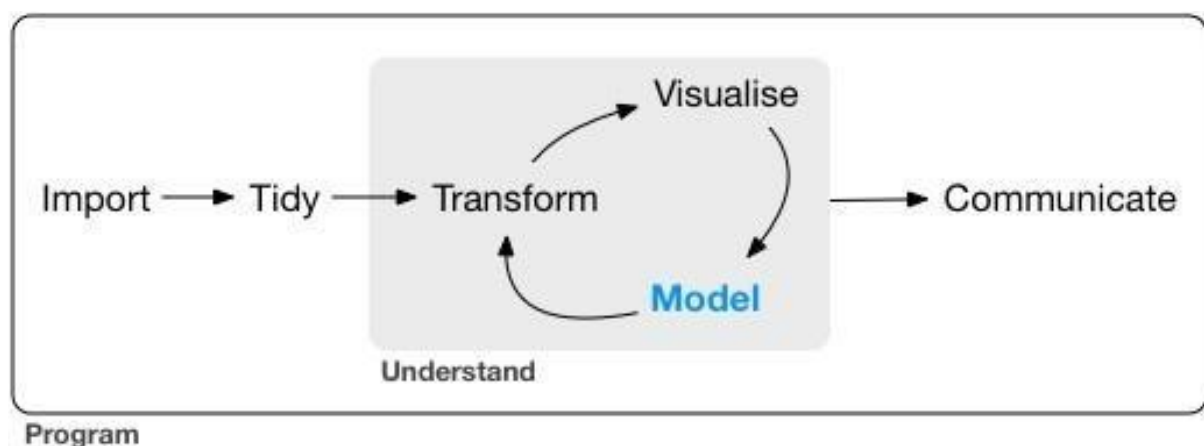 Visualise
Import Tidy Transform Communicate
Model
Understand
Program